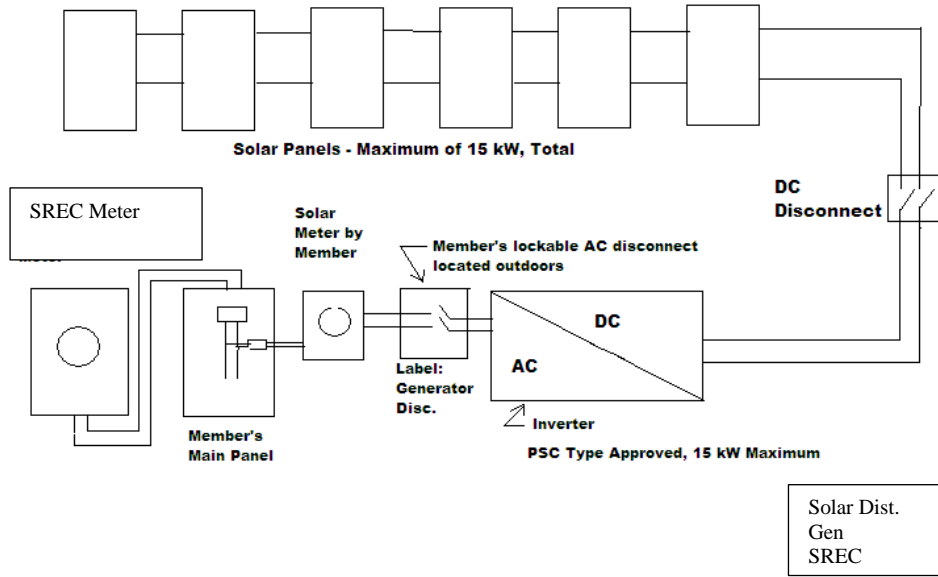 Solar Panels - Maximum of 15 kW, Total
DC
Disconnect
SREC Meter
Solar
Meter by
Member
Member's lockable AC disconnect
located outdoors
DC
AC
Label:
Generator
Disc.
Inverter
Member's
Main Panel
PSC Type Approved, 15 kW Maximum
Solar Dist.
Gen
SREC